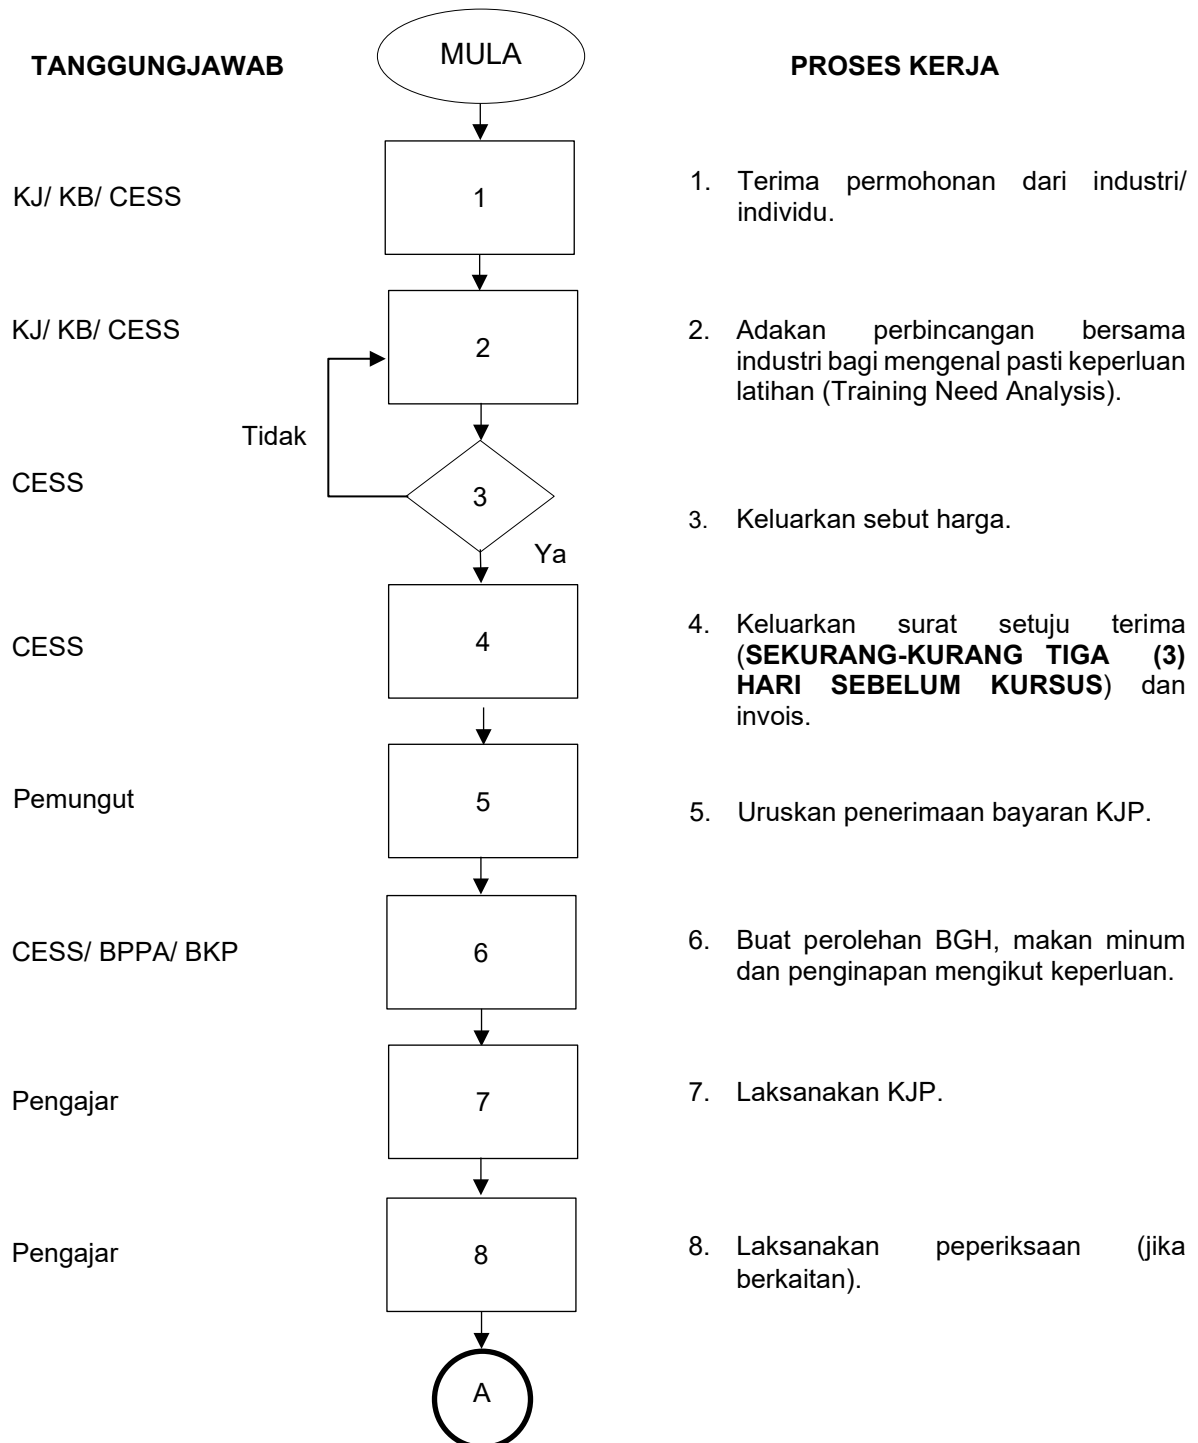 MULA
TANGGUNGJAWAB
PROSES KERJA
KJ/ KB/ CESS
1
1. Terima permohonan dari industri/
individu.
KJ/ KB/ CESS
2
2. Adakan perbincangan bersama
industri bagi mengenal pasti keperluan
latihan (Training Need Analysis).
Tidak
CESS
3
3. Keluarkan sebut harga.
Ya
CESS
4
4. Keluarkan surat setuju terima
(SEKURANG-KURANG TIGA (3)
HARI SEBELUM KURSUS) dan
invois.
Pemungut
5
5. Uruskan penerimaan bayaran KJP.
CESS/ BPPA/ BKP
6
6. Buat perolehan BGH, makan minum
dan penginapan mengikut keperluan.
Pengajar
7
7. Laksanakan KJP.
Pengajar
8
8. Laksanakan peperiksaan (jika
berkaitan).
A